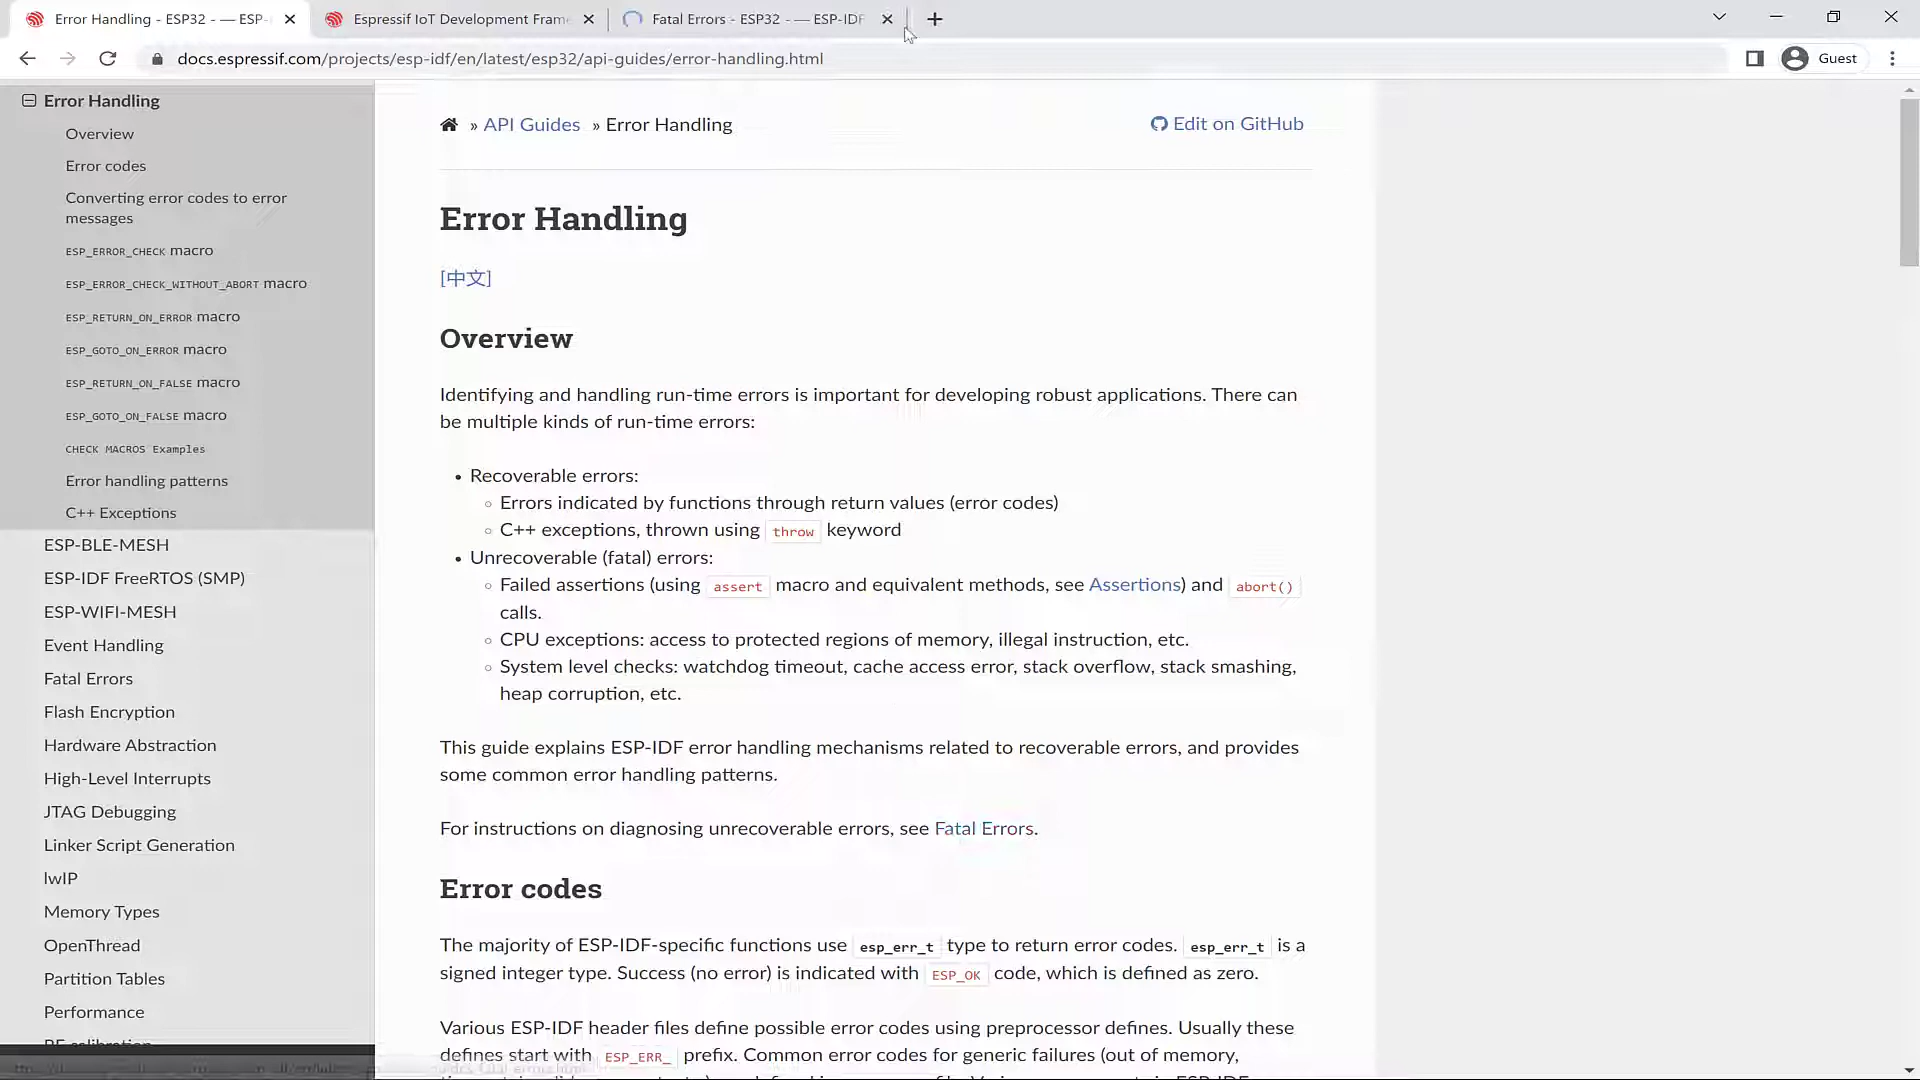 Error Handling - ESP32 - — ESP-
Espressif IoT Development Frame
Fatal Errors - ESP32 - — ESP-IDF
docs.espressif.com/projects/esp-idf/en/latest/esp32/api-guides/error-handling.html
Guest
Error Handling
Overview
Error codes
Converting error codes to error
messages
ESP_ERROR_CHECK macro
ESP_ERROR_CHECK_WITHOUT_ABORT macro
ESP_RETURN_ON_ERROR macro
ESP_GOTO_ON_ERROR macro
ESP_RETURN_ON_FALSE macro
ESP_GOTO_ON_FALSE macro
CHECK MACROS Examples
Error handling patterns
C++ Exceptions
ESP-BLE-MESH
ESP-IDF FreeRTOS (SMP)
ESP-WIFI-MESH
Event Handling
Fatal Errors
Flash Encryption
Hardware Abstraction
High-Level Interrupts
JTAG Debugging
Linker Script Generation
lwIP
Memory Types
OpenThread
Partition Tables
Performance
RF calibration
» API Guides » Error Handling
Edit on GitHub
Error Handling
[中文]
Overview
Identifying and handling run-time errors is important for developing robust applications. There can
be multiple kinds of run-time errors:
• Recoverable errors:
◦ Errors indicated by functions through return values (error codes)
◦ C++ exceptions, thrown using throw keyword
• Unrecoverable (fatal) errors:
◦ Failed assertions (using assert macro and equivalent methods, see Assertions) and abort()
calls.
◦ CPU exceptions: access to protected regions of memory, illegal instruction, etc.
◦ System level checks: watchdog timeout, cache access error, stack overflow, stack smashing,
heap corruption, etc.
This guide explains ESP-IDF error handling mechanisms related to recoverable errors, and provides
some common error handling patterns.
For instructions on diagnosing unrecoverable errors, see Fatal Errors.
Error codes
The majority of ESP-IDF-specific functions use esp_err_t type to return error codes. esp_err_t is a
signed integer type. Success (no error) is indicated with ESP_OK code, which is defined as zero.
Various ESP-IDF header files define possible error codes using preprocessor defines. Usually these
defines start with ESP_ERR_ prefix. Common error codes for generic failures (out of memory,